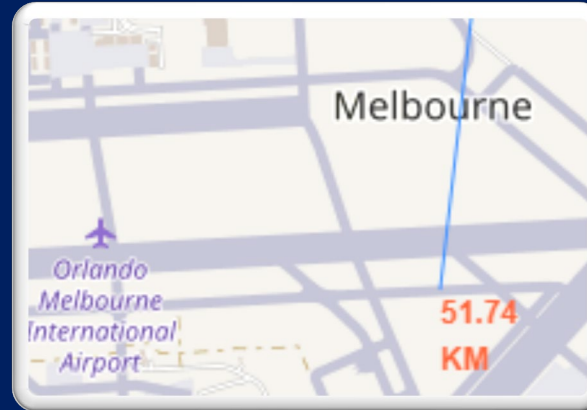 Melbourne
Orlando
Melbourne
International
Airport
51.74
KM